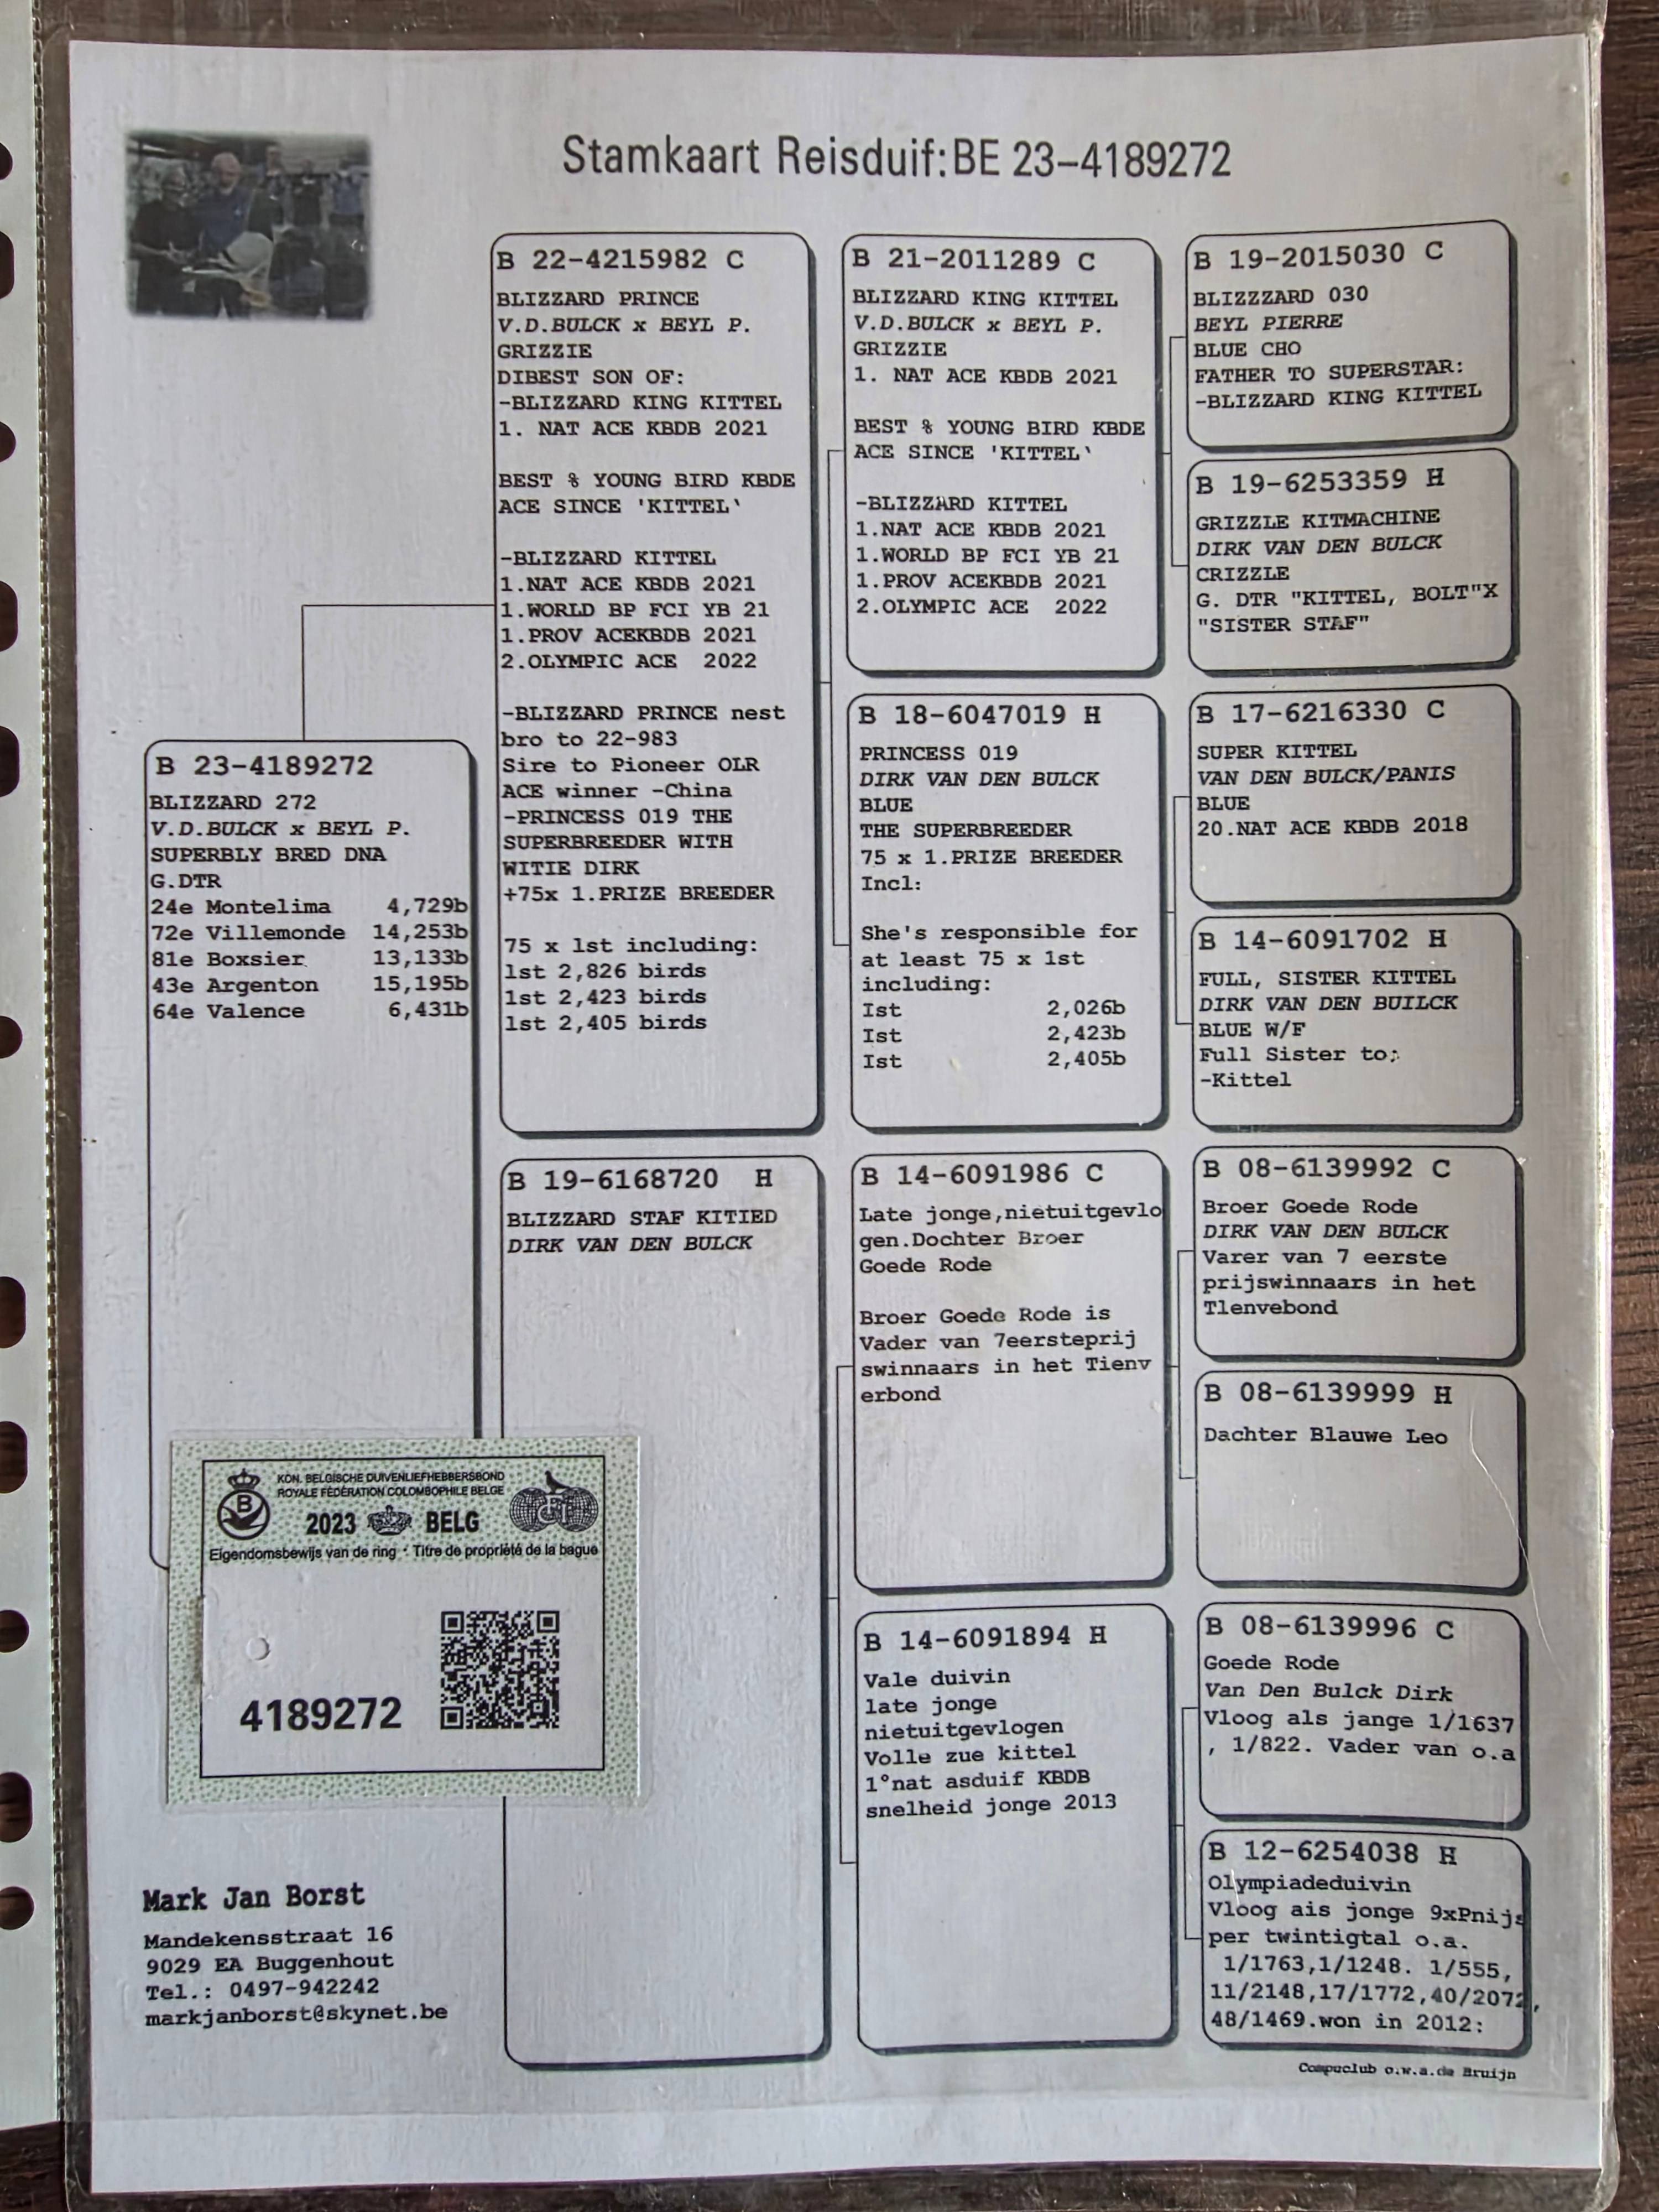 Stamkaart Reisduif:BE 23-4189272
B 23-4189272
BLIZZARD 272
V.D.BULCK x BEYL P.
SUPERBLY BRED DNA
G.DTR
24e Montelima 4,729b
72e Villemonde 14,253b
81e Boxsier 13,133b
43e Argenton 15,195b
64e Valence 6,431b
B 22-4215982 C
BLIZZARD PRINCE
V.D.BULCK x BEYL P.
GRIZZIE
DIBEST SON OF:
-BLIZZARD KING KITTEL
1. NAT ACE KBDB 2021
BEST % YOUNG BIRD KBDE
ACE SINCE 'KITTEL‵
-BLIZZARD KITTEL
1.NAT ACE KBDB 2021
1.WORLD BP FCI YB 21
1.PROV ACEKBDB 2021
2.OLYMPIC ACE 2022
-BLIZZARD PRINCE nest
bro to 22-983
Sire to Pioneer OLR
ACE winner -China
-PRINCESS 019 THE
SUPERBREEDER WITH
WITIE DIRK
+75x 1.PRIZE BREEDER
75 x 1st including:
1st 2,826 birds
1st 2,423 birds
1st 2,405 birds
B 19-6168720 H
BLIZZARD STAF KITIED
DIRK VAN DEN BULCK
B 21-2011289 C
BLIZZARD KING KITTEL
V.D.BULCK x BEYL P.
GRIZZIE
1. NAT ACE KBDB 2021
BEST % YOUNG BIRD KBDE
ACE SINCE 'KITTEL‵
-BLIZZARD KITTEL
1.NAT ACE KBDB 2021
1.WORLD BP FCI YB 21
1.PROV ACEKBDB 2021
2.OLYMPIC ACE 2022
B 18-6047019 H
PRINCESS 019
DIRK VAN DEN BULCK
BLUE
THE SUPERBREEDER
75 x 1.PRIZE BREEDER
Incl:
She's responsible for
at least 75 x 1st
including:
Ist 2,026b
Ist 2,423b
Ist 2,405b
B 14-6091986 C
Late jonge,nietuitgevlo
gen.Dochter Broer
Goede Rode
Broer Goede Rode is
Vader van 7eersteprij
swinnaars in het Tienv
erbond
B 14-6091894 H
Vale duivin
late jonge
nietuitgevlogen
Volle zue kittel
1°nat asduif KBDB
snelheid jonge 2013
B 19-2015030 C
BLIZZZARD 030
BEYL PIERRE
BLUE CHO
FATHER TO SUPERSTAR:
-BLIZZARD KING KITTEL
B 19-6253359 H
GRIZZLE KITMACHINE
DIRK VAN DEN BULCK
CRIZZLE
G. DTR "KITTEL, BOLT"X
"SISTER STAF"
B 17-6216330 C
SUPER KITTEL
VAN DEN BULCK/PANIS
BLUE
20.NAT ACE KBDB 2018
B 14-6091702 H
FULL, SISTER KITTEL
DIRK VAN DEN BUILCK
BLUE W/F
Full Sister to;
-Kittel
B 08-6139992 C
Broer Goede Rode
DIRK VAN DEN BULCK
Varer van 7 eerste
prijswinnaars in het
Tlenvebond
B 08-6139999 H
Dachter Blauwe Leo
B 08-6139996 C
Goede Rode
Van Den Bulck Dirk
Vloog als jange 1/1637
, 1/822. Vader van o.a
B 12-6254038 H
Olympiadeduivin
Vloog ais jonge 9xPnijs
per twintigtal o.a.
1/1763,1/1248. 1/555,
11/2148,17/1772,40/2072,
48/1469.won in 2012:
KON. BELGISCHE DUIVENLIEFHEBBERSBOND
ROYALE FÉDÉRATION COLOMBOPHILE BELGE
B
2023 BELG
FCI
Eigendomsbewijs van de ring - Titre de propriété de la bague
4189272
Mark Jan Borst
Mandekensstraat 16
9029 EA Buggenhout
Tel.: 0497-942242
markjanborst@skynet.be
Compuclub o.w.a.de Bruijn